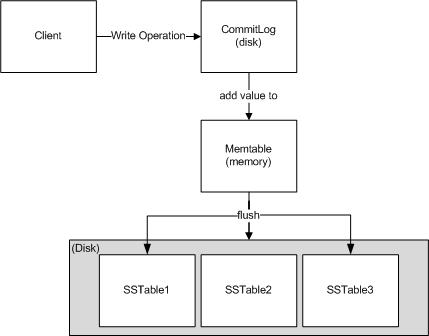 Client
Write Operation
CommitLog
(disk)
add value to
Memtable
(memory)
flush
(Disk)
SSTable1
SSTable2
SSTable3